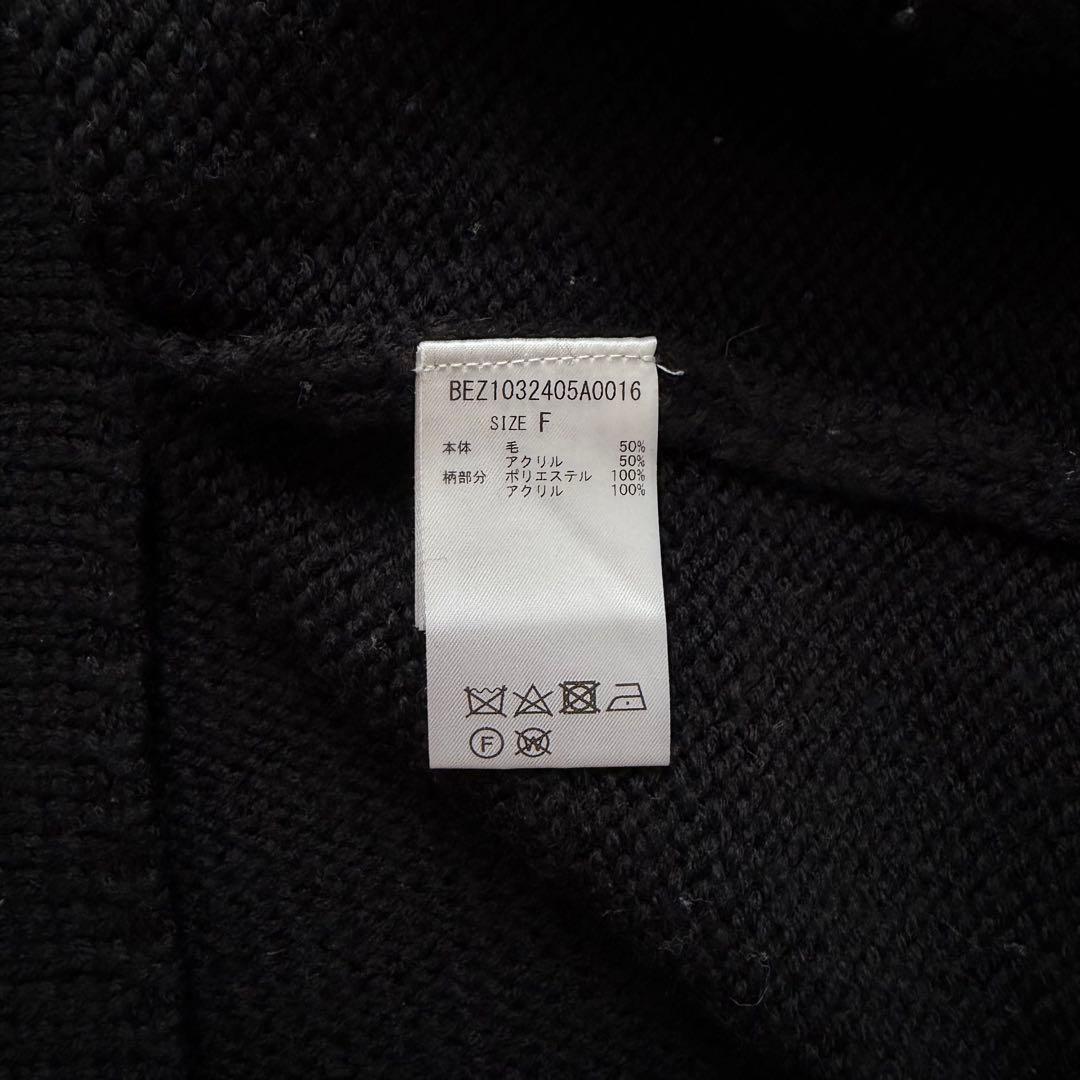 BEZ1032405A0016
SIZE F
本体 毛 50%
アクリル 50%
柄部分 ポリエステル 100%
アクリル 100%
F W